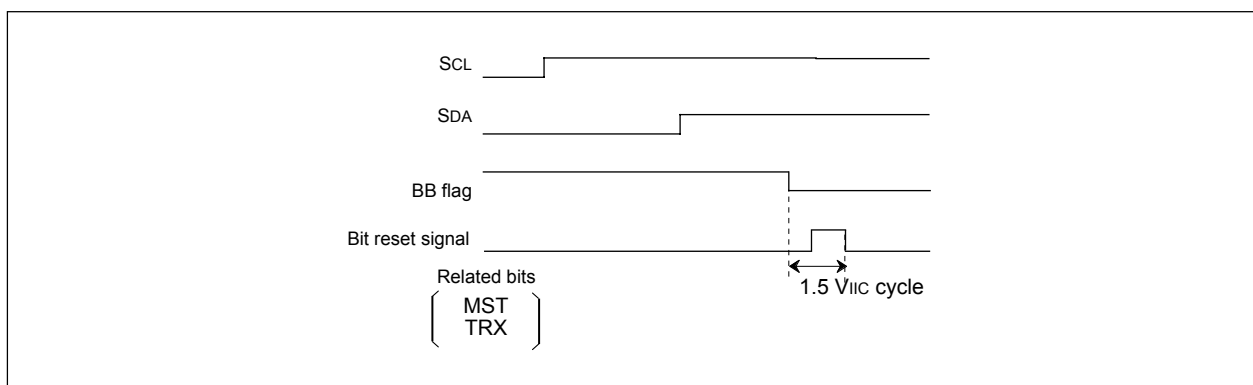 SCL
SDA
BB flag
Bit reset signal
Related bits
MST
TRX
1.5 VIIC cycle